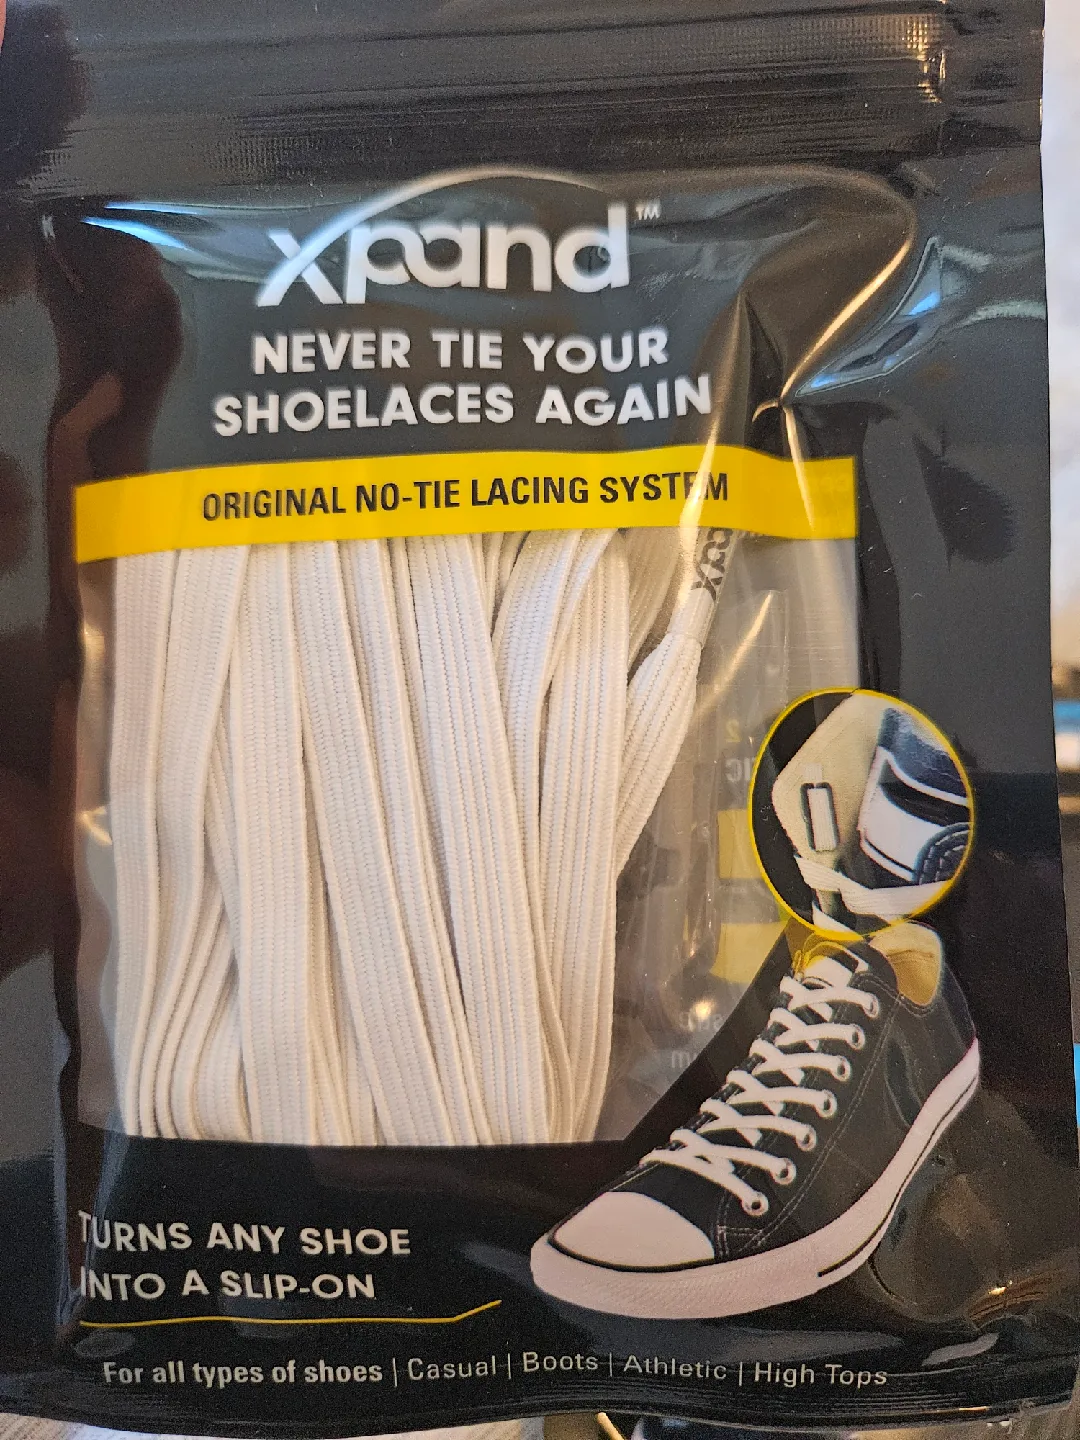 xpand™
NEVER TIE YOUR
SHOELACES AGAIN
ORIGINAL NO-TIE LACING SYSTEM
TURNS ANY SHOE
INTO A SLIP-ON
For all types of shoes | Casual | Boots | Athletic | High Tops